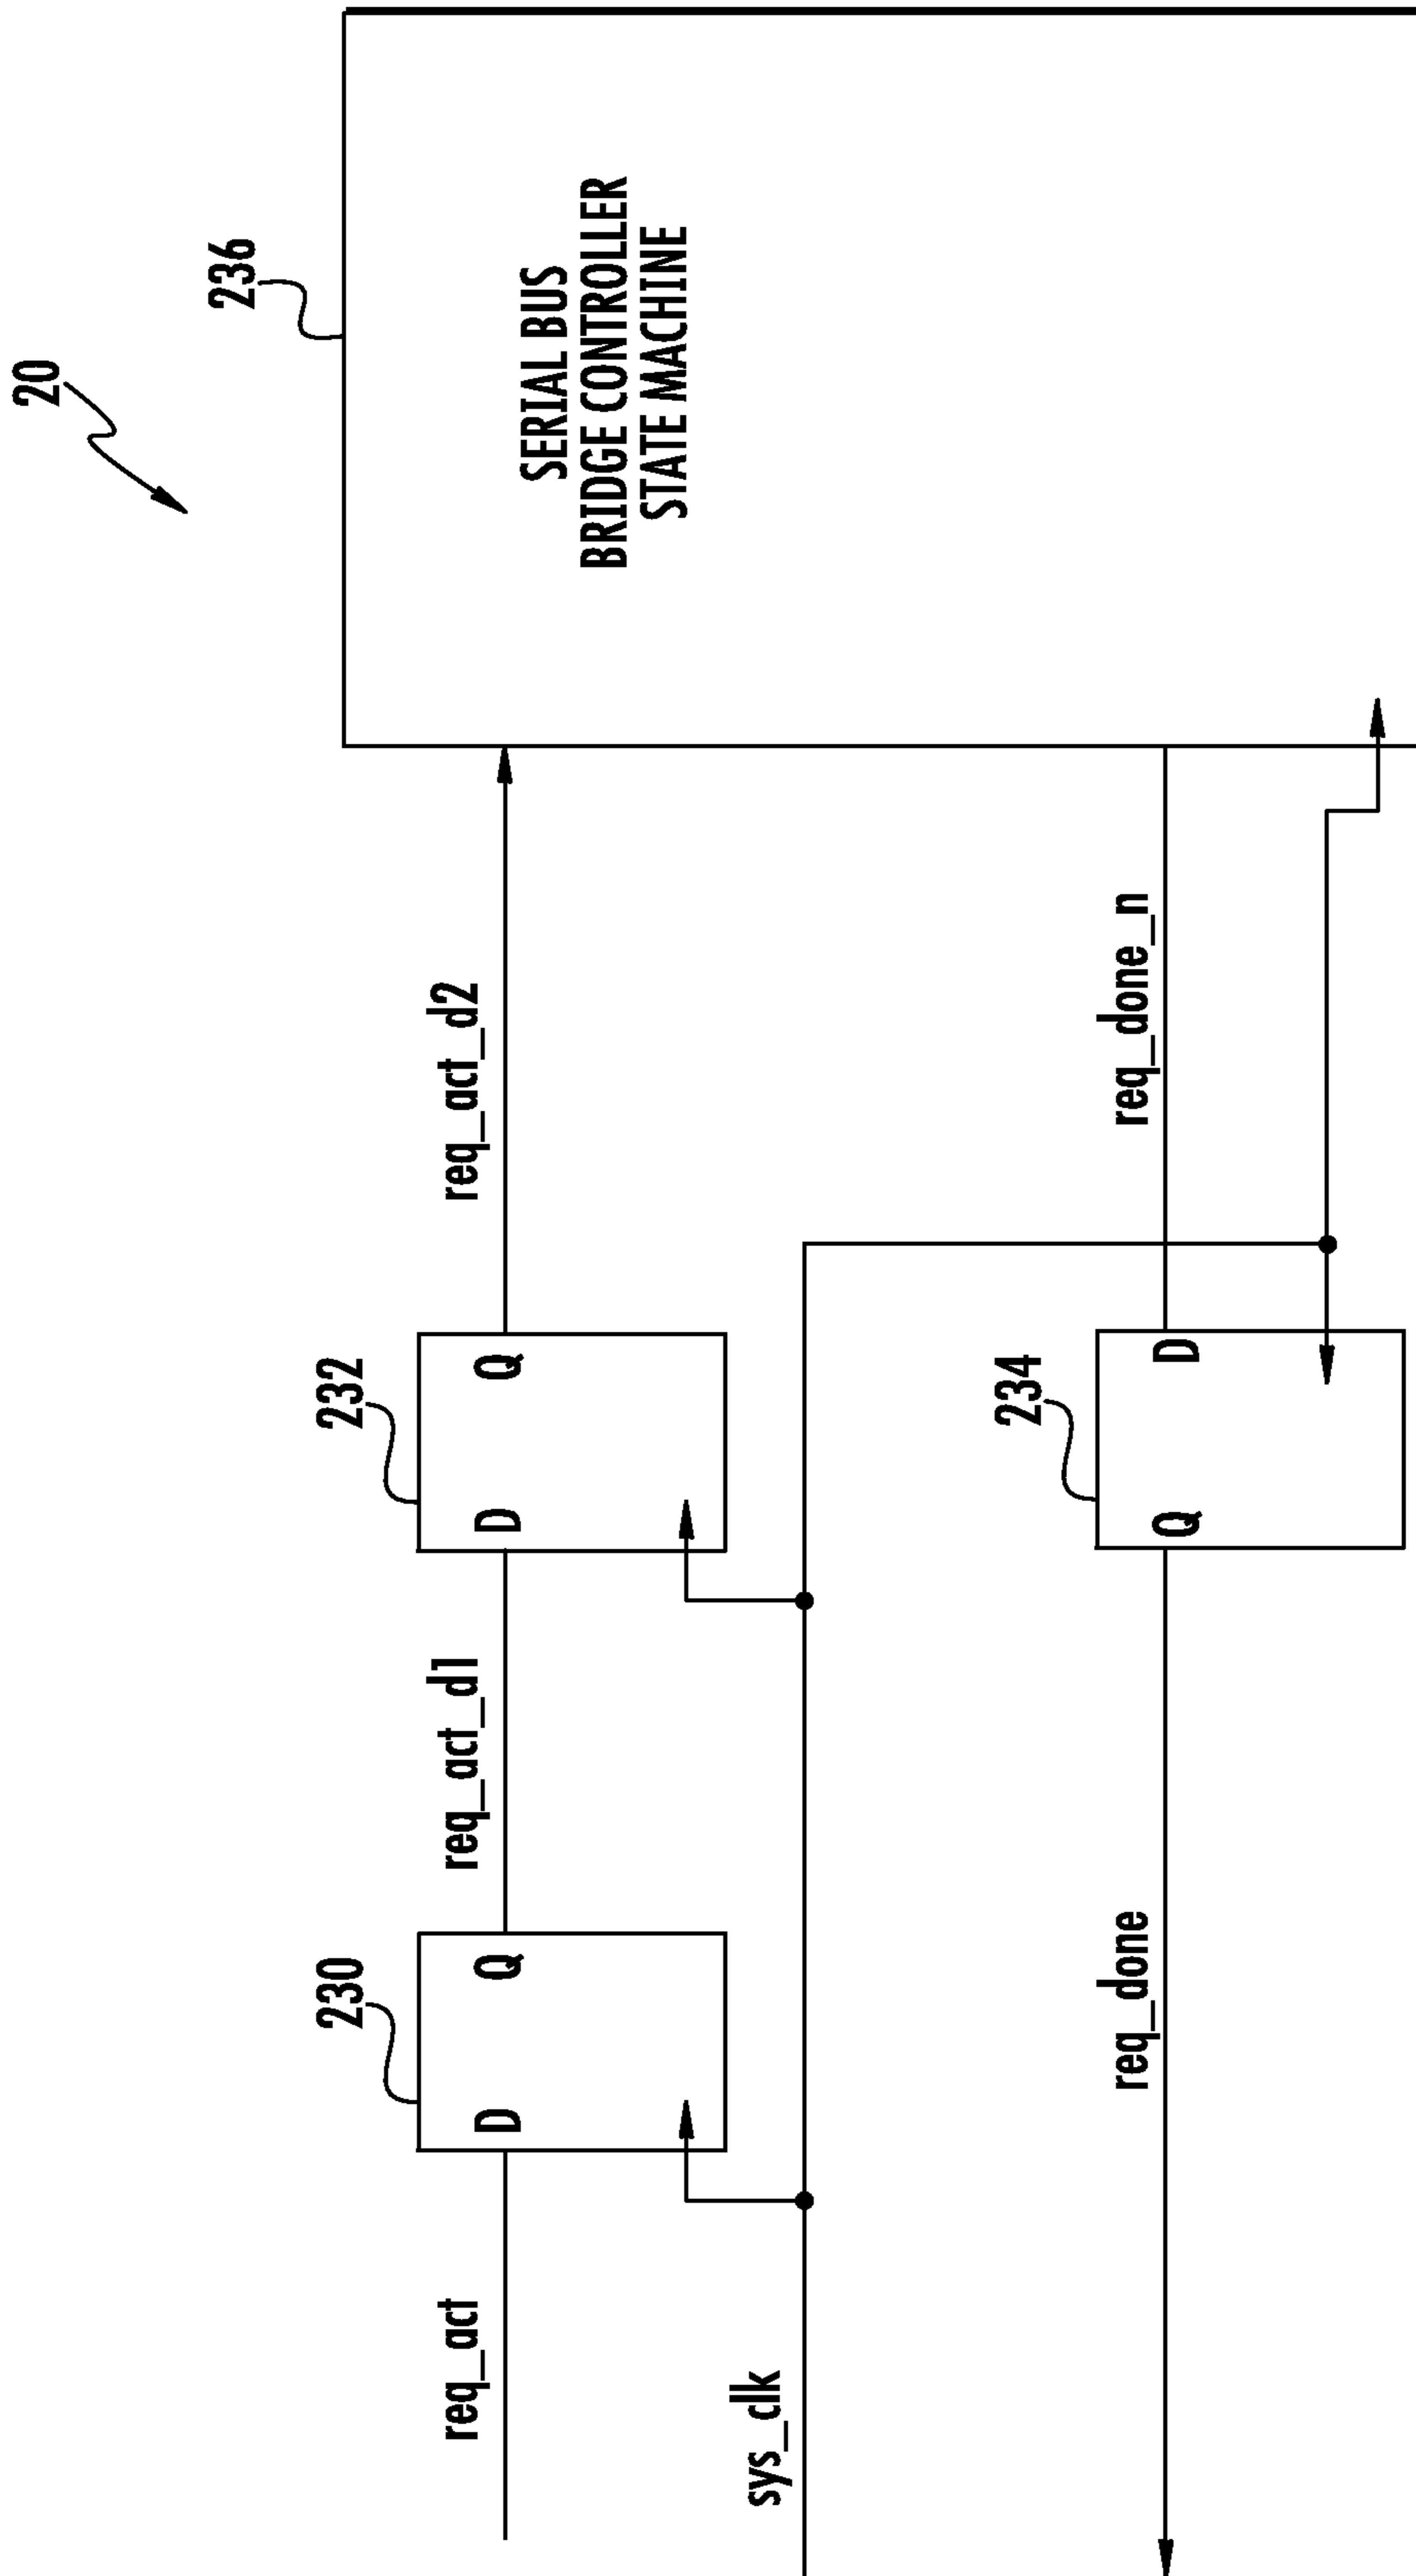 20
236
SERIAL BUS
BRIDGE CONTROLLER
STATE MACHINE
230
232
D
Q
D
Q
req_act
req_act_d1
req_act_d2
sys_clk
234
Q
D
req_done
req_done_n